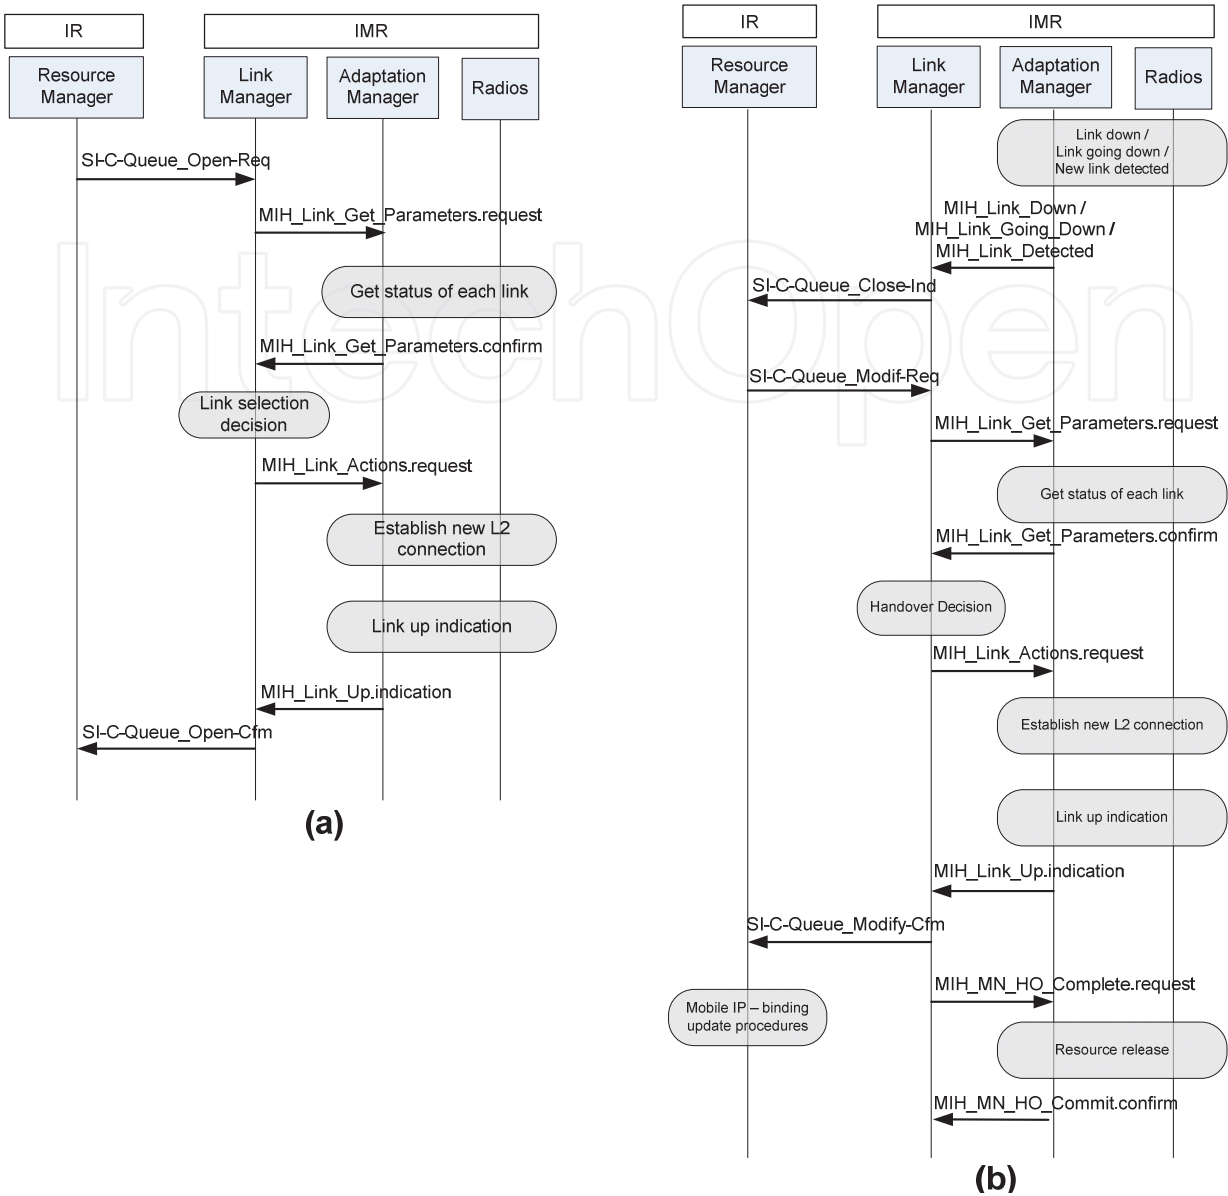 IR
IMR
Resource
Manager
Link
Manager
Adaptation
Manager
Radios
SI-C-Queue_Open-Req
MIH_Link_Get_Parameters.request
Get status of each link
MIH_Link_Get_Parameters.confirm
Link selection
decision
MIH_Link_Actions.request
Establish new L2
connection
Link up indication
MIH_Link_Up.indication
SI-C-Queue_Open-Cfm
(a)
IR
IMR
Resource
Manager
Link
Manager
Adaptation
Manager
Radios
Link down /
Link going down /
New link detected
MIH_Link_Down /
MIH_Link_Going_Down /
MIH_Link_Detected
SI-C-Queue_Close-Ind
SI-C-Queue_Modif-Req
MIH_Link_Get_Parameters.request
Get status of each link
MIH_Link_Get_Parameters.confirm
Handover Decision
MIH_Link_Actions.request
Establish new L2 connection
Link up indication
MIH_Link_Up.indication
SI-C-Queue_Modify-Cfm
MIH_MN_HO_Complete.request
Mobile IP – binding
update procedures
Resource release
MIH_MN_HO_Commit.confirm
(b)
IntechOpen